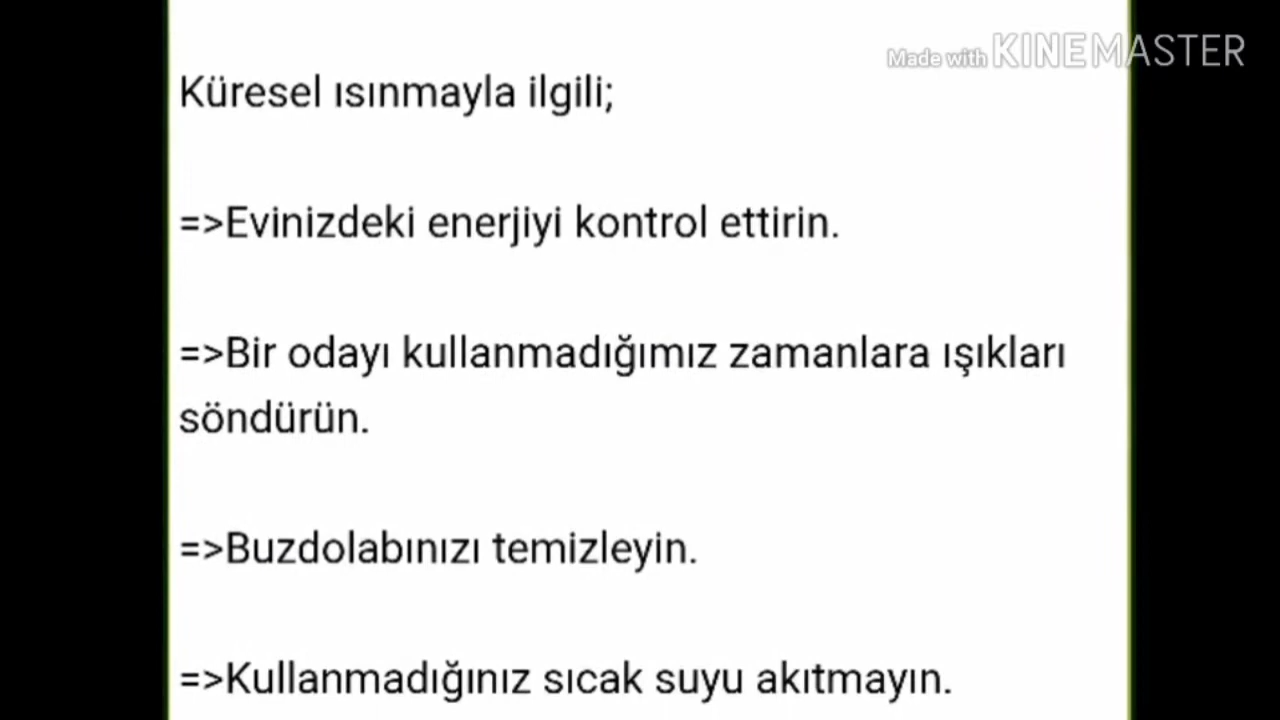 Made with KINEMASTER
Küresel ısınmayla ilgili;
=>Evinizdeki enerjiyi kontrol ettirin.
=>Bir odayı kullanmadığımız zamanlara ışıkları
söndürün.
=>Buzdolabınızı temizleyin.
=>Kullanmadığınız sıcak suyu akıtmayın.